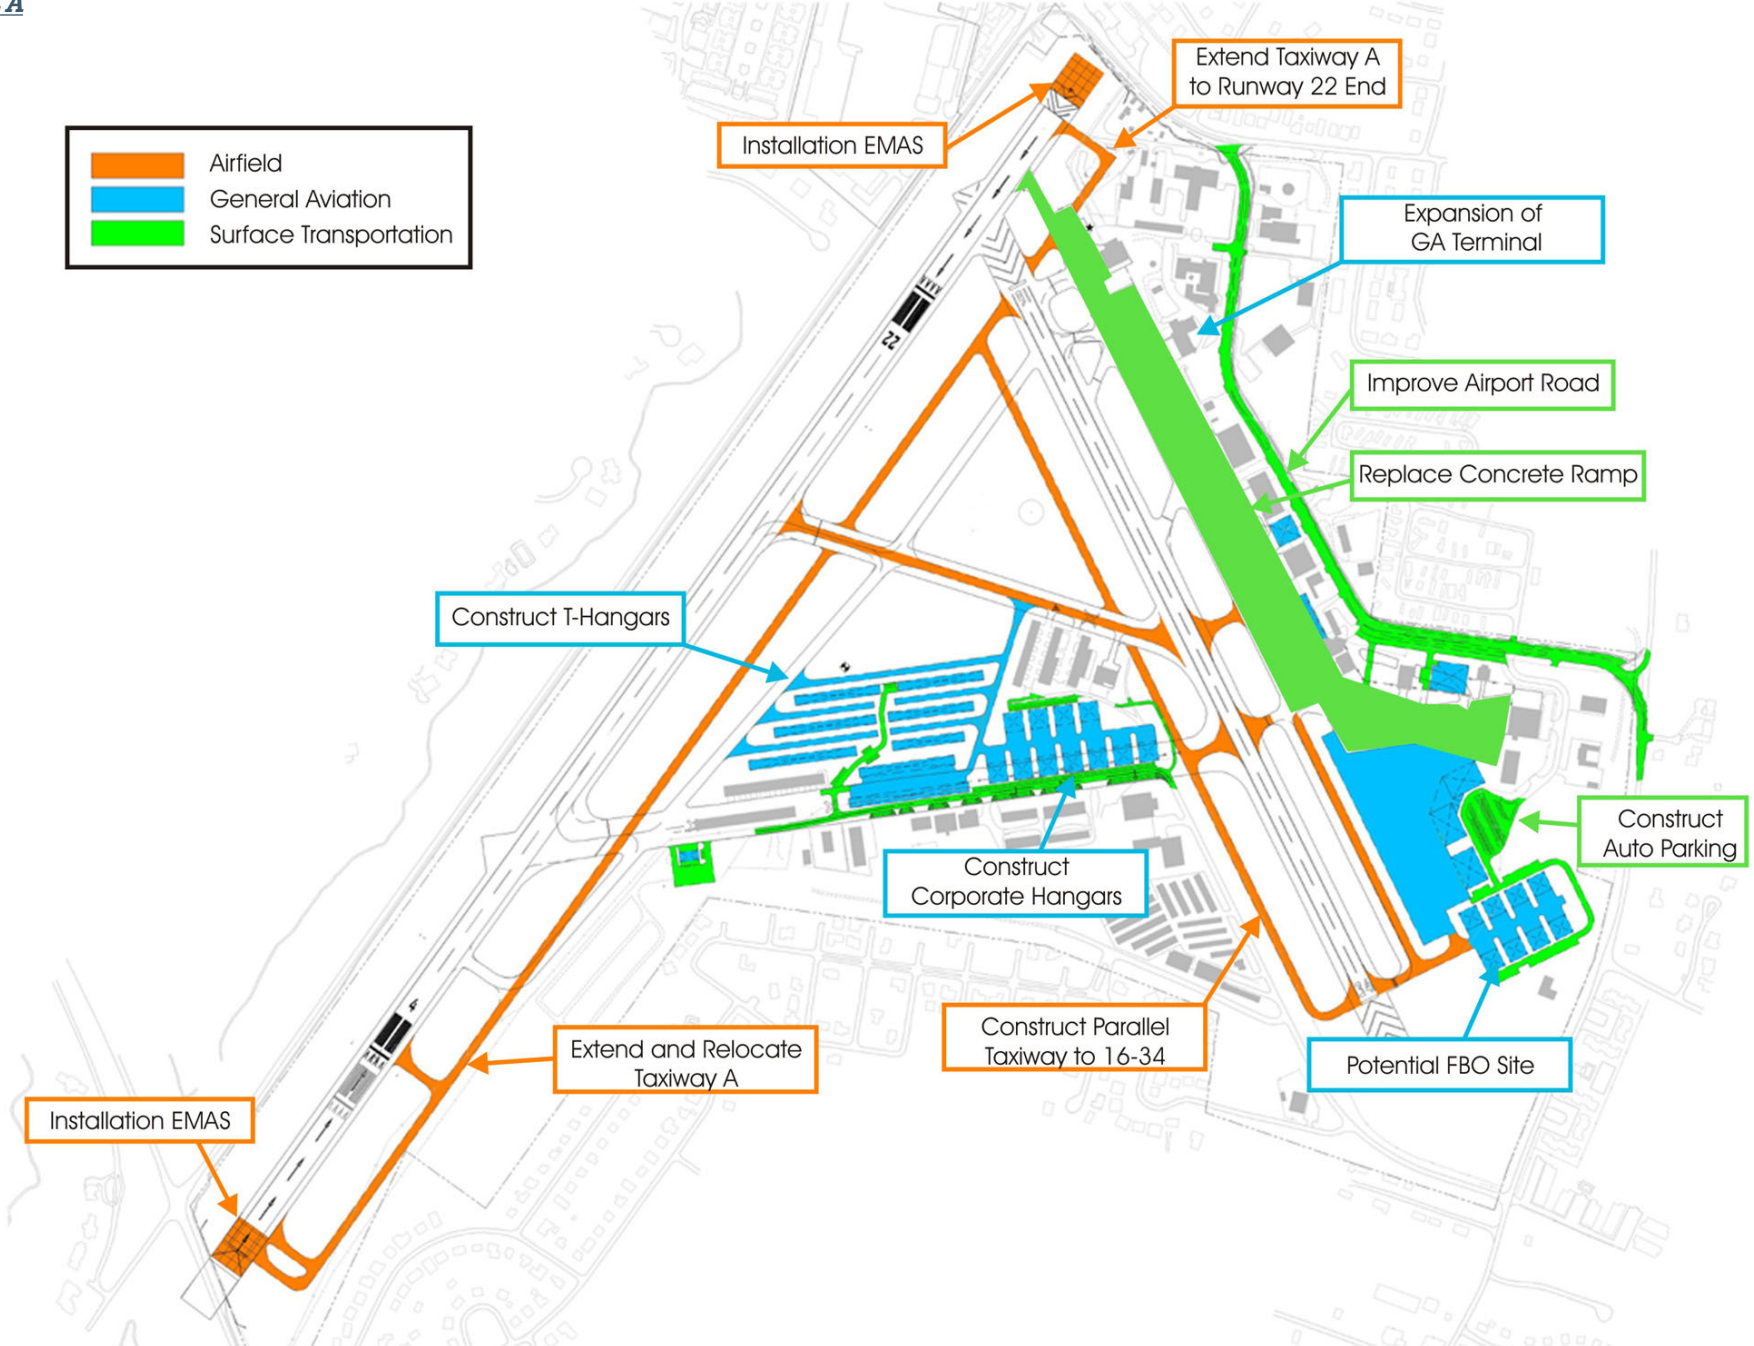 A
Extend Taxiway A
to Runway 22 End
Installation EMAS
Airfield
General Aviation
Surface Transportation
Expansion of
GA Terminal
22
Improve Airport Road
Replace Concrete Ramp
Construct T-Hangars
Construct
Auto Parking
Construct
Corporate Hangars
4
Construct Parallel
Taxiway to 16-34
Extend and Relocate
Taxiway A
Potential FBO Site
Installation EMAS